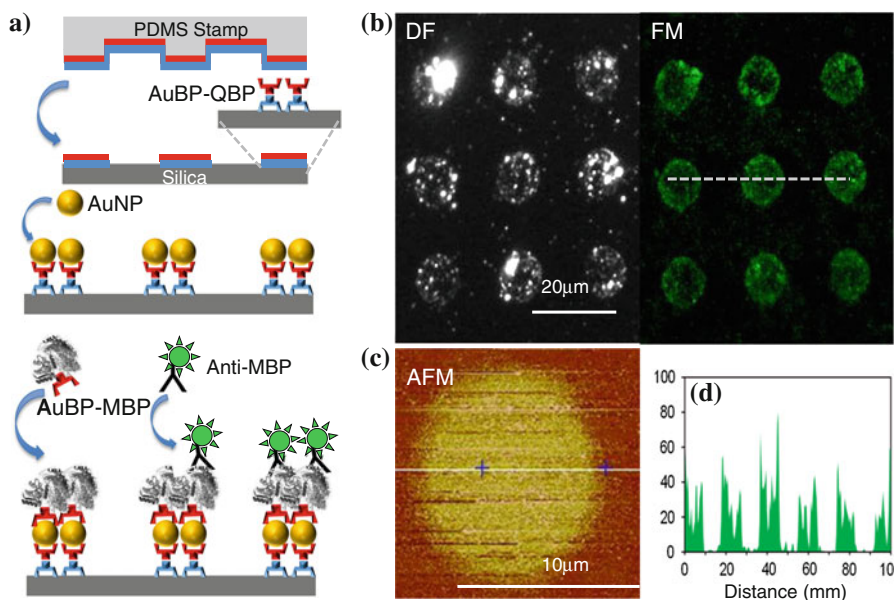 a)
PDMS Stamp
AuBP-QBP
Silica
AuNP
AuBP-MBP
Anti-MBP
(b)
DF
FM
20μm
(c)
AFM
10μm
(d)
100
80
60
40
20
0
0 20 40 60 80 100
Distance (mm)